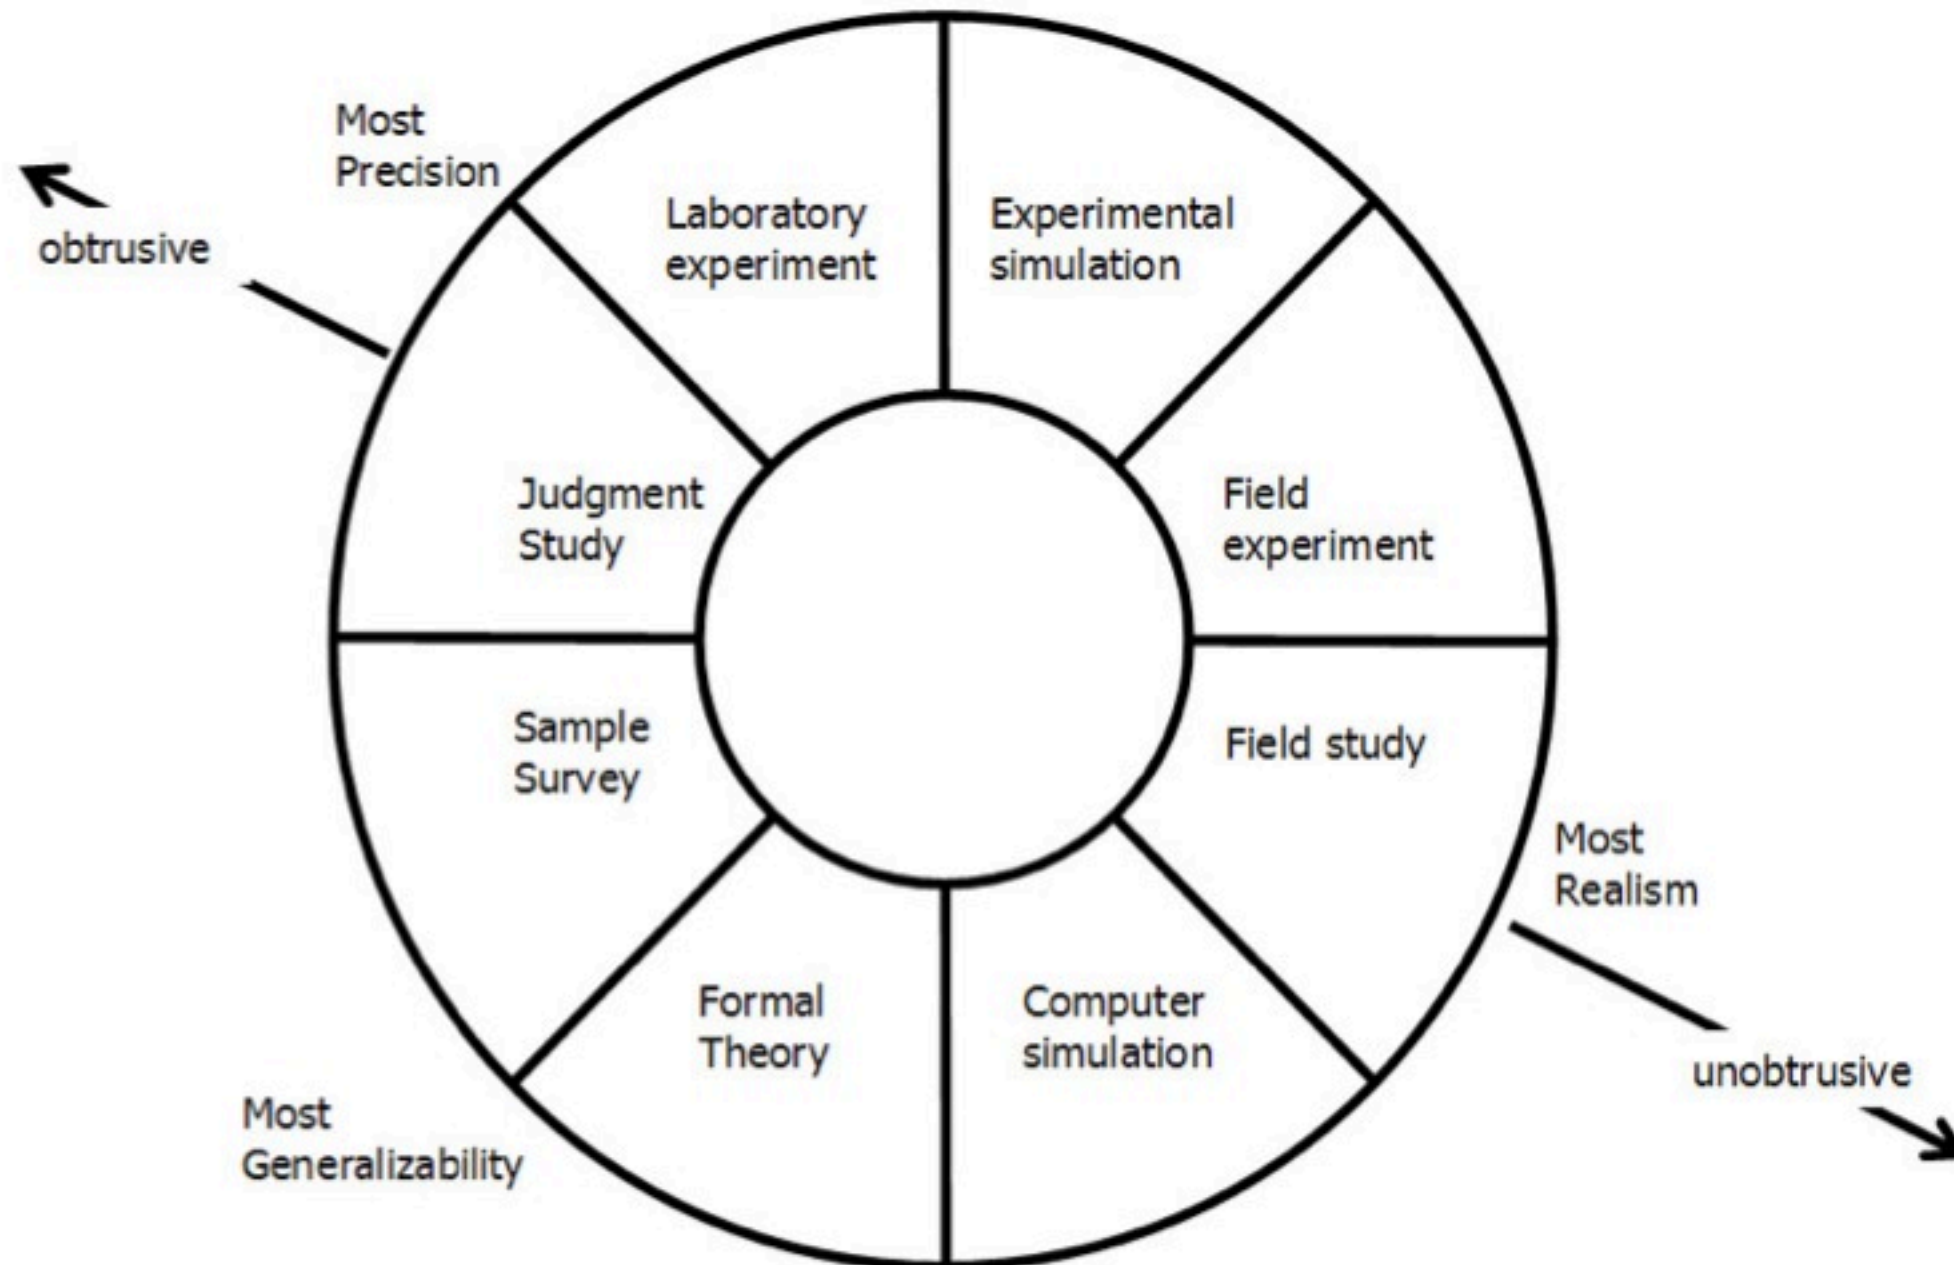 Most
Precision
obtrusive
Laboratory
experiment
Experimental
simulation
Judgment
Study
Field
experiment
Sample
Survey
Field study
Most
Realism
Formal
Theory
Computer
simulation
unobtrusive
Most
Generalizability